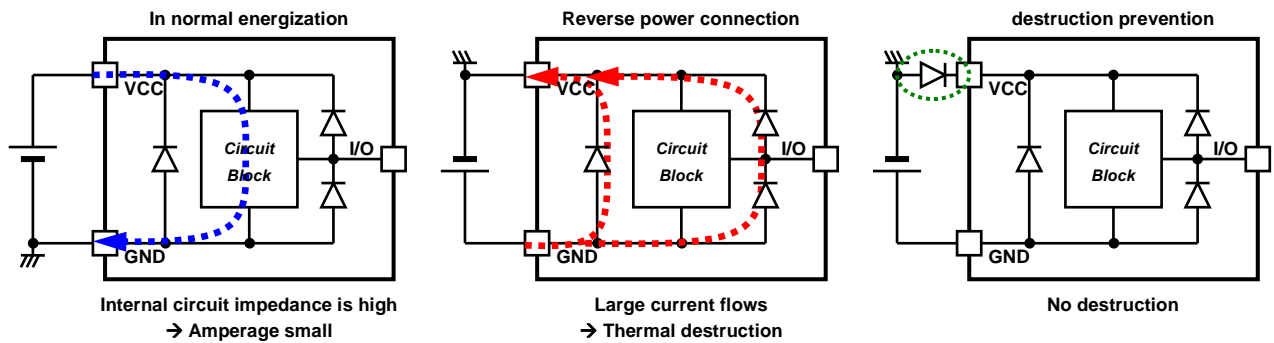 In normal energization
VCC
Circuit
Block
I/O
GND
Internal circuit impedance is high
→ Amperage small
Reverse power connection
VCC
Circuit
Block
I/O
GND
Large current flows
→ Thermal destruction
destruction prevention
VCC
Circuit
Block
I/O
GND
No destruction